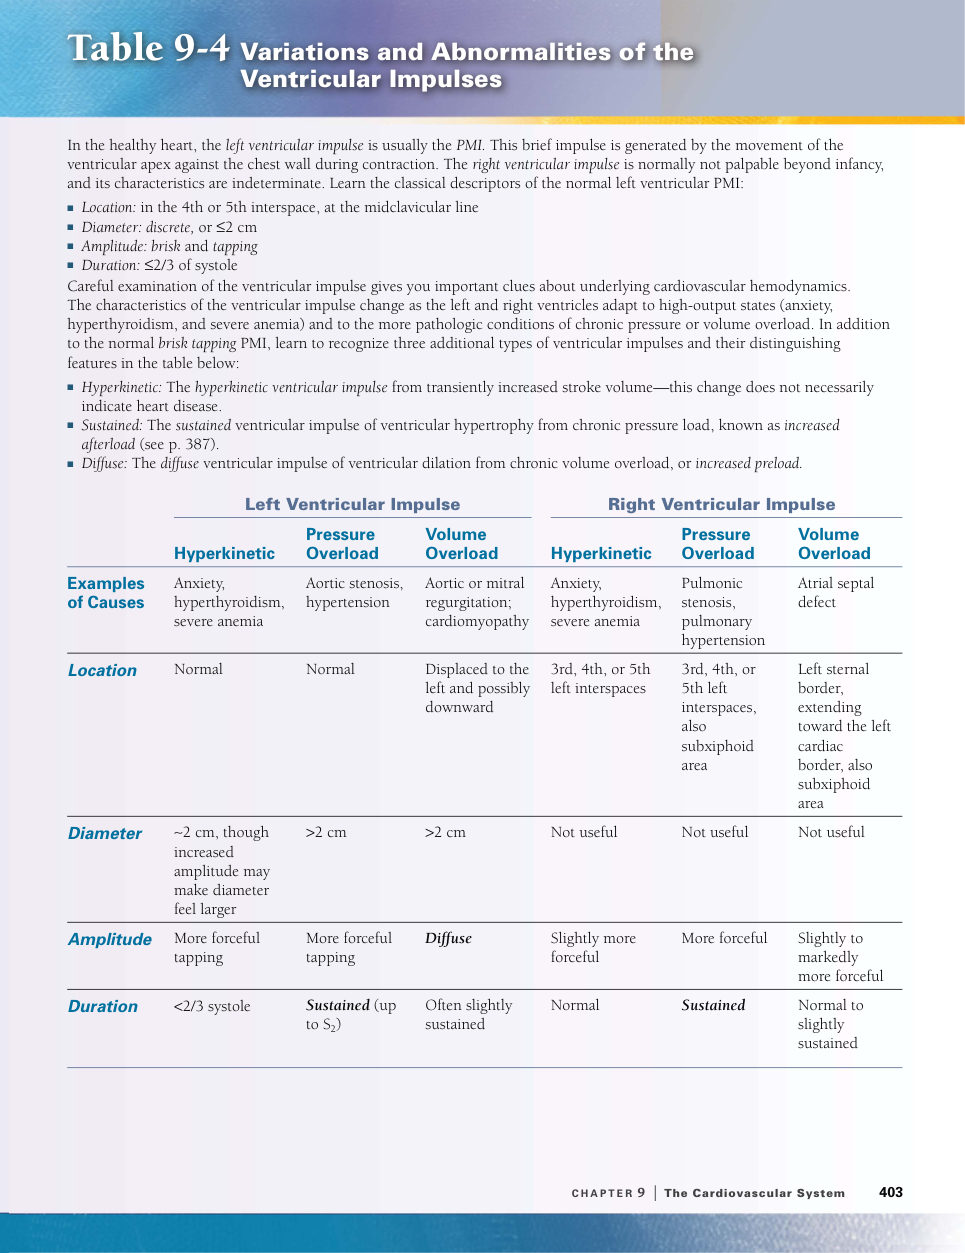 Table 9-4 Variations and Abnormalities of the
Ventricular Impulses
In the healthy heart, the left ventricular impulse is usually the PMI. This brief impulse is generated by the movement of the
ventricular apex against the chest wall during contraction. The right ventricular impulse is normally not palpable beyond infancy,
and its characteristics are indeterminate. Learn the classical descriptors of the normal left ventricular PMI:
■ Location: in the 4th or 5th interspace, at the midclavicular line
■ Diameter: discrete, or ≤2 cm
■ Amplitude: brisk and tapping
■ Duration: ≤2/3 of systole
Careful examination of the ventricular impulse gives you important clues about underlying cardiovascular hemodynamics.
The characteristics of the ventricular impulse change as the left and right ventricles adapt to high-output states (anxiety,
hyperthyroidism, and severe anemia) and to the more pathologic conditions of chronic pressure or volume overload. In addition
to the normal brisk tapping PMI, learn to recognize three additional types of ventricular impulses and their distinguishing
features in the table below:
■ Hyperkinetic: The hyperkinetic ventricular impulse from transiently increased stroke volume—this change does not necessarily
indicate heart disease.
■ Sustained: The sustained ventricular impulse of ventricular hypertrophy from chronic pressure load, known as increased
afterload (see p. 387).
■ Diffuse: The diffuse ventricular impulse of ventricular dilation from chronic volume overload, or increased preload.
Left Ventricular Impulse Right Ventricular Impulse
Pressure Volume Pressure Volume
Hyperkinetic Overload Overload Hyperkinetic Overload Overload
Examples Anxiety, Aortic stenosis, Aortic or mitral Anxiety, Pulmonic Atrial septal
of Causes hyperthyroidism, hypertension regurgitation; hyperthyroidism, stenosis, defect
severe anemia cardiomyopathy severe anemia pulmonary
hypertension
Location Normal Normal Displaced to the 3rd, 4th, or 5th 3rd, 4th, or Left sternal
left and possibly left interspaces 5th left border,
downward interspaces, extending
also toward the left
subxiphoid cardiac
area border, also
subxiphoid
area
Diameter ~2 cm, though >2 cm >2 cm Not useful Not useful Not useful
increased
amplitude may
make diameter
feel larger
Amplitude More forceful More forceful Diffuse Slightly more More forceful Slightly to
tapping tapping forceful markedly
more forceful
Duration <2/3 systole Sustained (up Often slightly Normal Sustained Normal to
to S2) sustained slightly
sustained
CHAPTER 9 | The Cardiovascular System 403